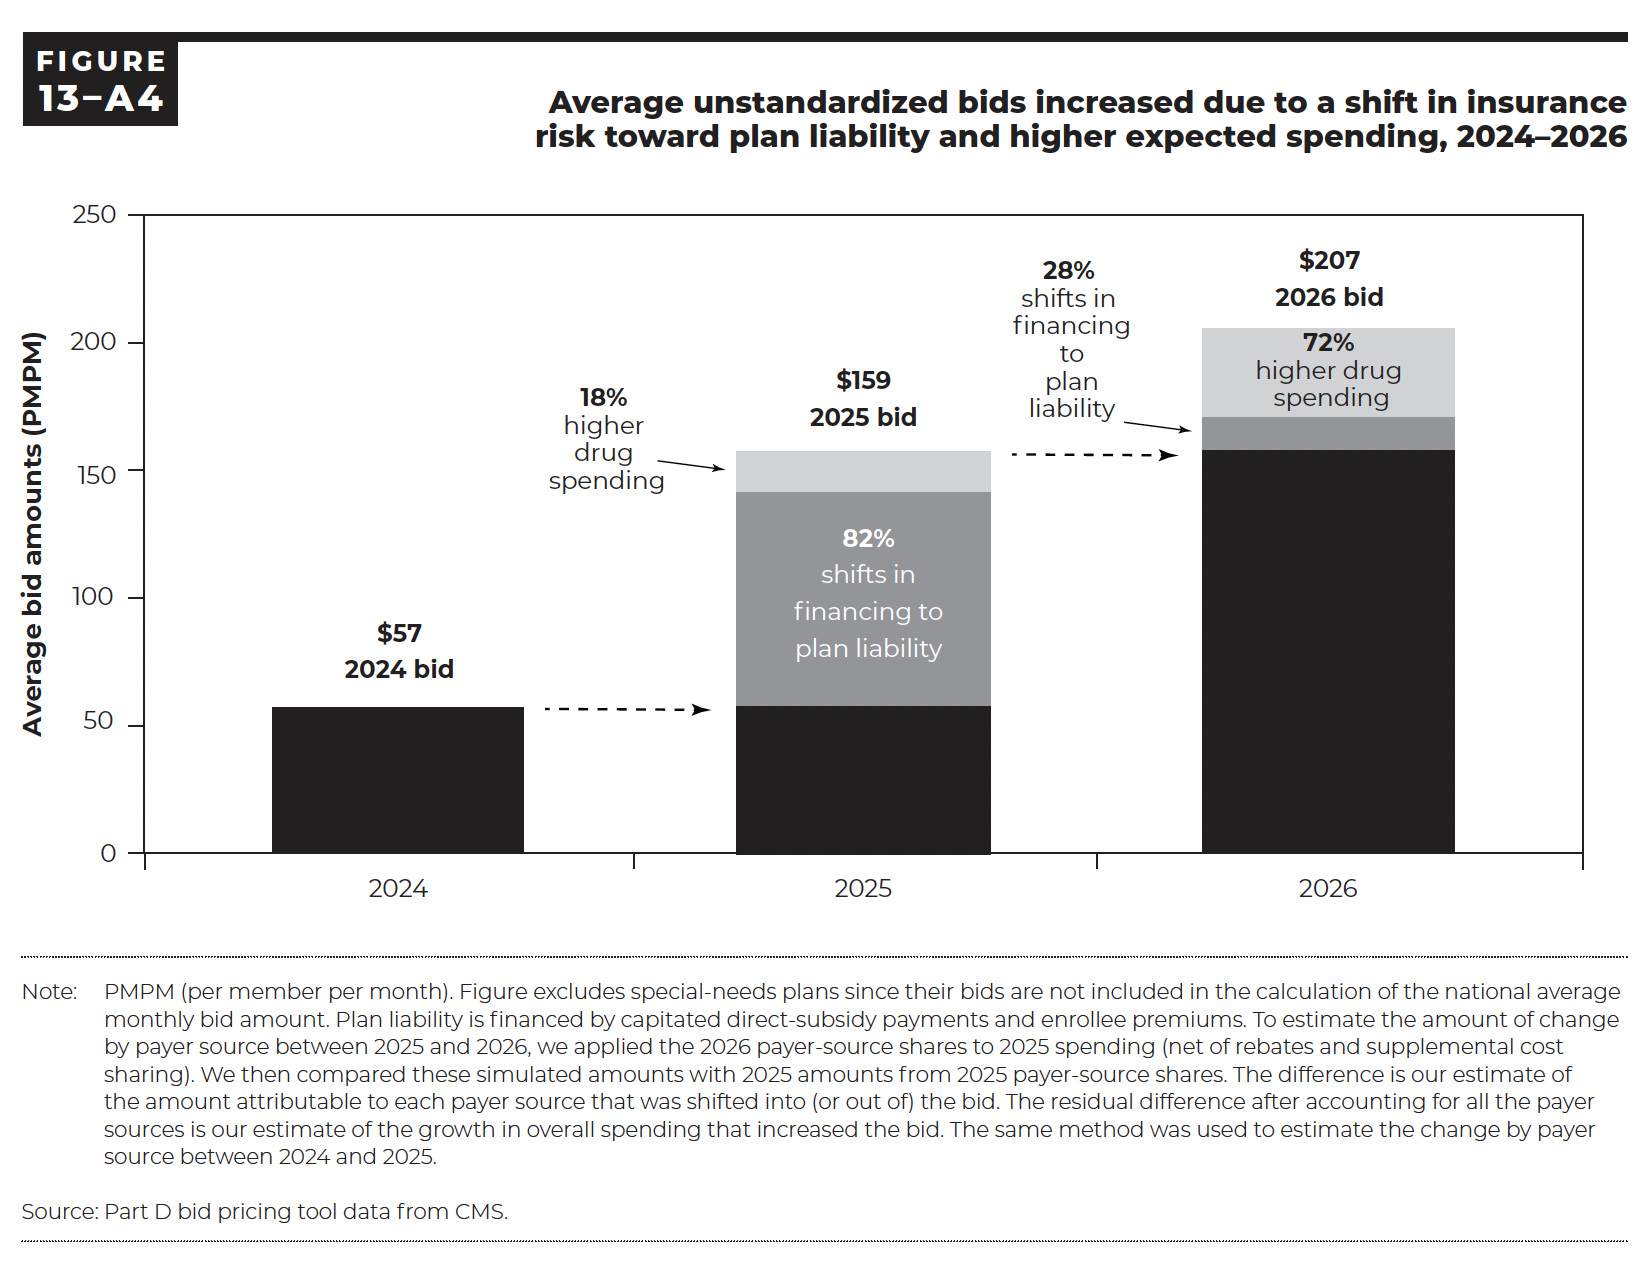 FIGURE
13–A4
Average unstandardized bids increased due to a shift in insurance
risk toward plan liability and higher expected spending, 2024–2026
Average bid amounts (PMPM)
250
200
150
100
50
0
$57
2024 bid
18%
higher
drug
spending
$159
2025 bid
82%
shifts in
financing to
plan liability
28%
shifts in
financing
to
plan
liability
$207
2026 bid
72%
higher drug
spending
2024
2025
2026
Note: PMPM (per member per month). Figure excludes special-needs plans since their bids are not included in the calculation of the national average
monthly bid amount. Plan liability is financed by capitated direct-subsidy payments and enrollee premiums. To estimate the amount of change
by payer source between 2025 and 2026, we applied the 2026 payer-source shares to 2025 spending (net of rebates and supplemental cost
sharing). We then compared these simulated amounts with 2025 amounts from 2025 payer-source shares. The difference is our estimate of
the amount attributable to each payer source that was shifted into (or out of) the bid. The residual difference after accounting for all the payer
sources is our estimate of the growth in overall spending that increased the bid. The same method was used to estimate the change by payer
source between 2024 and 2025.
Source: Part D bid pricing tool data from CMS.